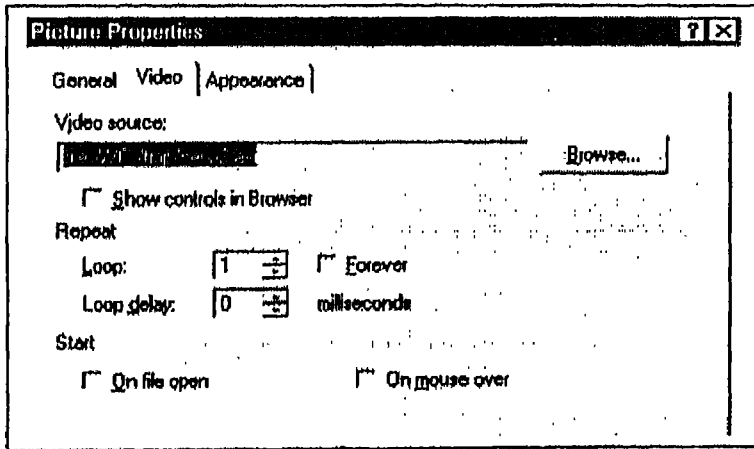 Picture Properties ? X
General Video Appearance
Video source:
Browse...
Show controls in Browser
Repeat
Loop: 1 Forever
Loop delay: 0 milliseconds
Start
On file open On mouse over